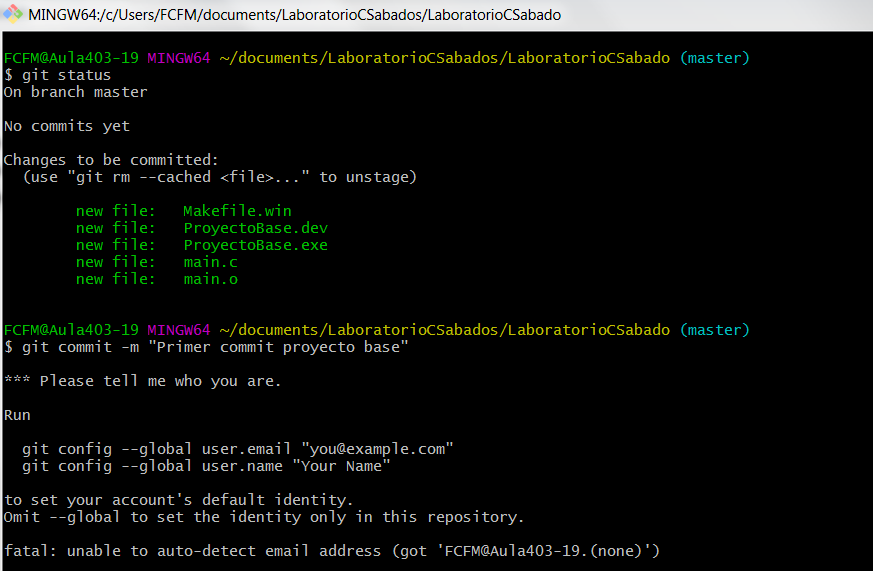 MINGW64:/c/Users/FCFM/documents/LaboratorioCSabados/LaboratorioCSabado
FCFM@Aula403-19 MINGW64 ~/documents/LaboratorioCSabados/LaboratorioCSabado (master)
$ git status
On branch master
No commits yet
Changes to be committed:
  (use "git rm --cached <file>..." to unstage)
        new file:   Makefile.win
        new file:   ProyectoBase.dev
        new file:   ProyectoBase.exe
        new file:   main.c
        new file:   main.o
FCFM@Aula403-19 MINGW64 ~/documents/LaboratorioCSabados/LaboratorioCSabado (master)
$ git commit -m "Primer commit proyecto base"
*** Please tell me who you are.
Run
  git config --global user.email "you@example.com"
  git config --global user.name "Your Name"
to set your account's default identity.
Omit --global to set the identity only in this repository.
fatal: unable to auto-detect email address (got 'FCFM@Aula403-19.(none)')